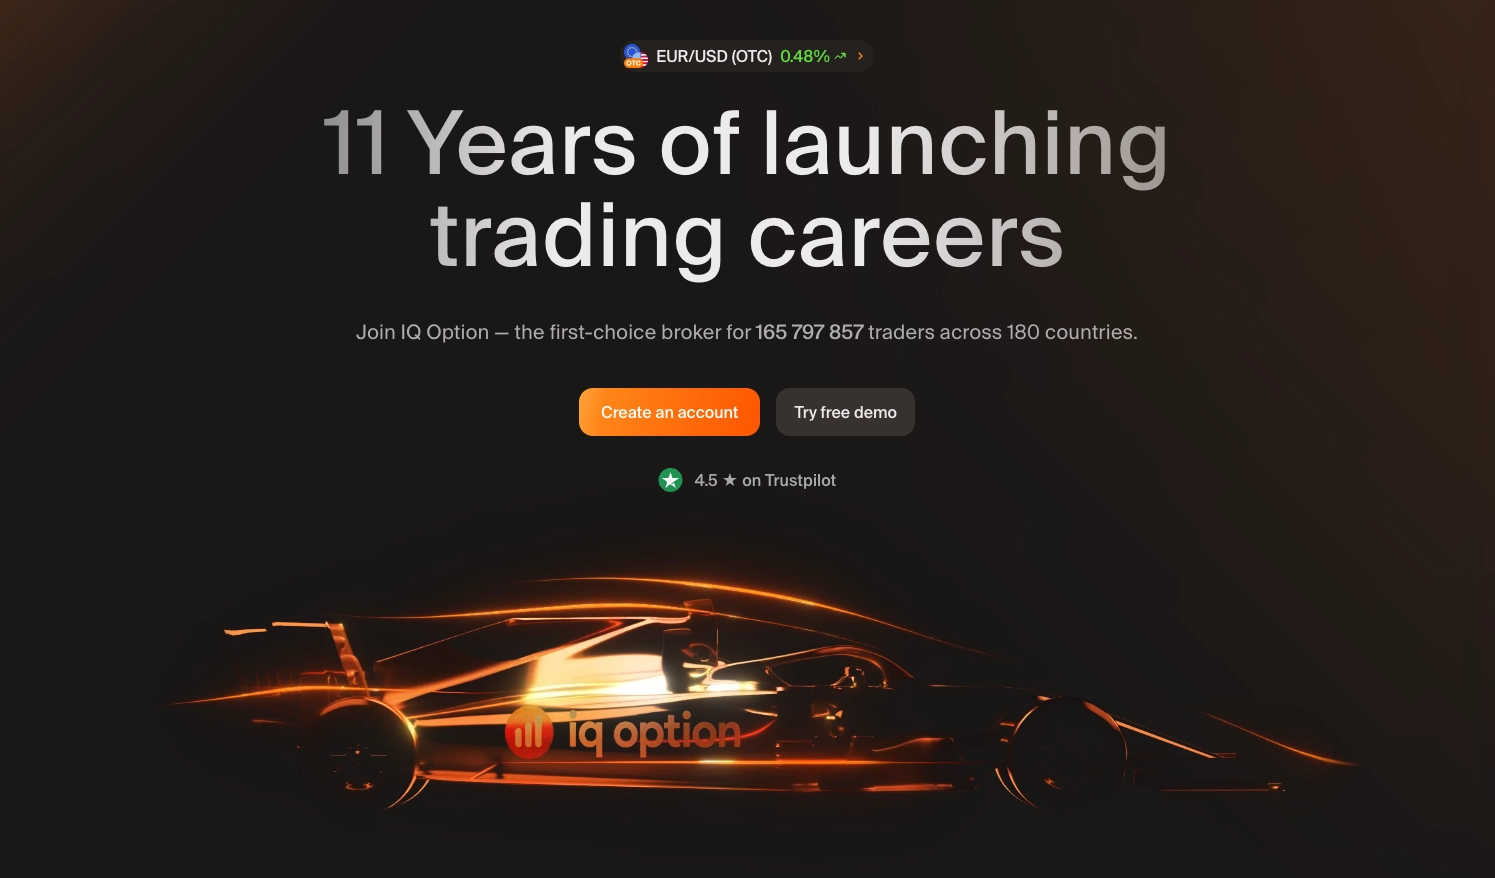 OTC EUR/USD (OTC) 0.48%
11 Years of launching
trading careers
Join IQ Option — the first-choice broker for 165 797 857 traders across 180 countries.
Create an account Try free demo
4.5 ★ on Trustpilot
iq option